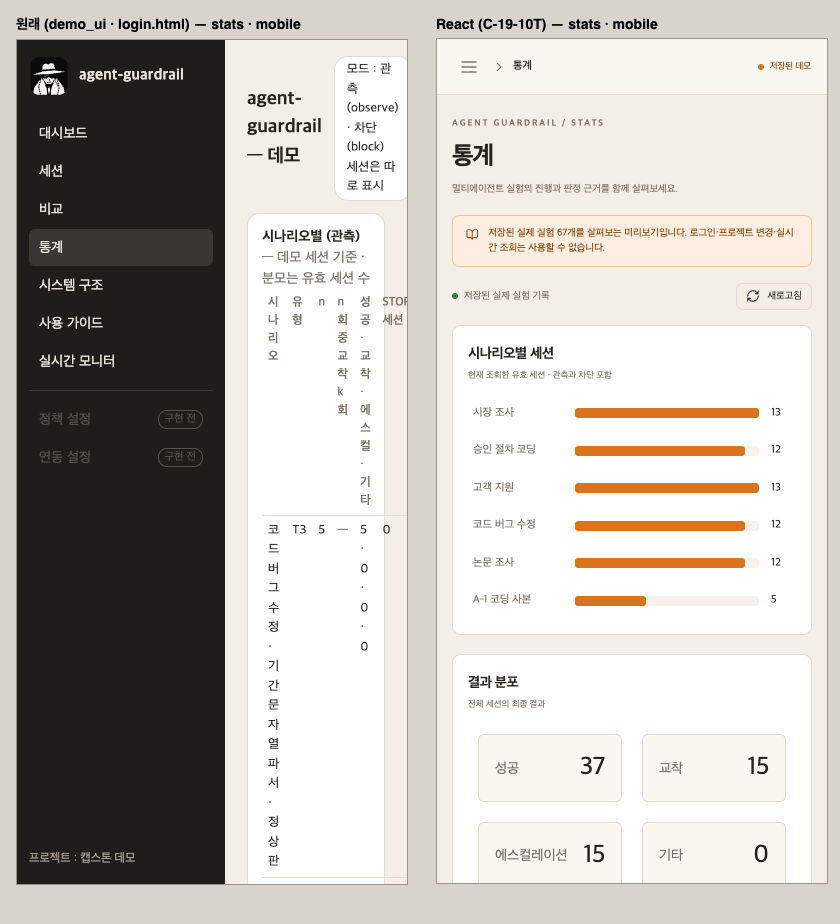 원래 (demo_ui · login.html) — stats · mobile
agent-guardrail
대시보드
세션
비교
통계
시스템 구조
사용 가이드
실시간 모니터
정책 설정
구현 전
연동 설정
구현 전
프로젝트 : 캡스톤 데모
agent-
guardrail
— 데모
모드 : 관
측
(observe)
· 차단
(block)
세션은 따
로 표시
시나리오별 (관측)
— 데모 세션 기준 ·
분모는 유효 세션 수
시
나
리
오
유
형
n
n
회
중
교
착
k
회
성
공
·
교
착
·
에
스
컬
·
기
타
STOP
세션
코
드
버
그
수
정
·
기
간
문
자
열
파
서
·
정
상
판
T3
5
—
5
·
0
·
0
·
0
0
React (C-19-10T) — stats · mobile
통계
저장된 데모
AGENT GUARDRAIL / STATS
통계
멀티에이전트 실험의 진행과 판정 근거를 함께 살펴보세요.
저장된 실제 실험 67개를 살펴보는 미리보기입니다. 로그인·프로젝트 변경·실시
간 조회는 사용할 수 없습니다.
저장된 실제 실험 기록
새로고침
시나리오별 세션
현재 조회한 유효 세션 · 관측과 차단 포함
시장 조사 13
승인 절차 코딩 12
고객 지원 13
코드 버그 수정 12
논문 조사 12
A-1 코딩 사본 5
결과 분포
전체 세션의 최종 결과
성공 37
교착 15
에스컬레이션 15
기타 0